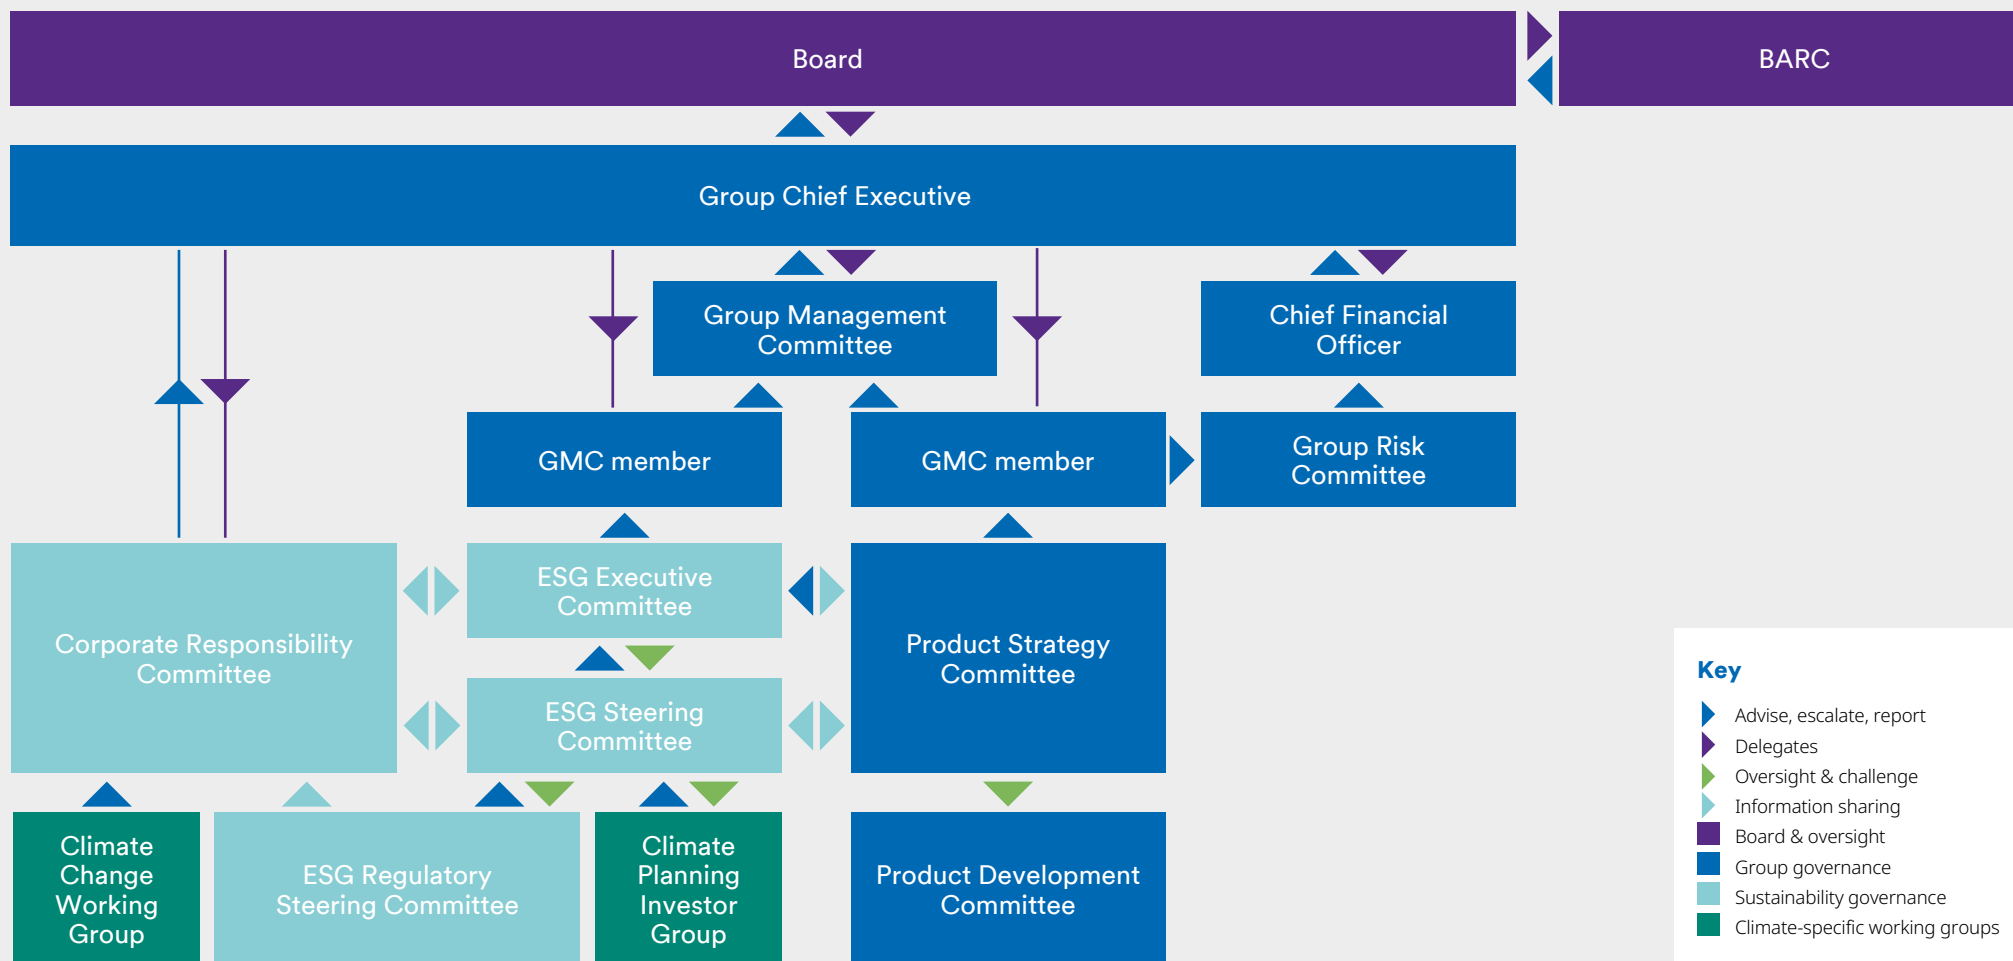 Board
BARC
Group Chief Executive
Group Management
Committee
Chief Financial
Officer
GMC member
GMC member
Group Risk
Committee
Corporate Responsibility
Committee
ESG Executive
Committee
Product Strategy
Committee
ESG Steering
Committee
Climate
Change
Working
Group
ESG Regulatory
Steering Committee
Climate
Planning
Investor
Group
Product Development
Committee
Key
Advise, escalate, report
Delegates
Oversight & challenge
Information sharing
Board & oversight
Group governance
Sustainability governance
Climate-specific working groups